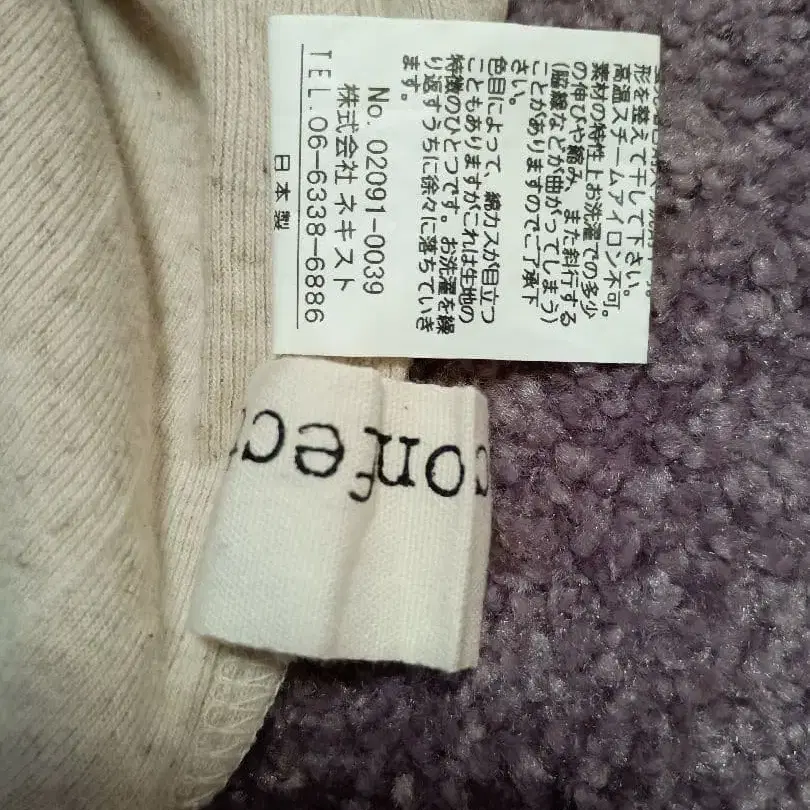 形を整えて干して下さい。
高温スチームアイロン不可。
素材の特性上お洗濯での多少
の伸びや縮み、また斜行する
(脇線などが曲がってしまう)
ことがありますのでご了承下
さい。
色目によって、綿カスが目立つ
こともありますがこれは生地の
特徴のひとつです。お洗濯を繰
り返すうちに徐々に落ちていき
ます。
No. 02091-0039
株式会社 ネキスト
TEL.06-6338-6886
日本製
confec